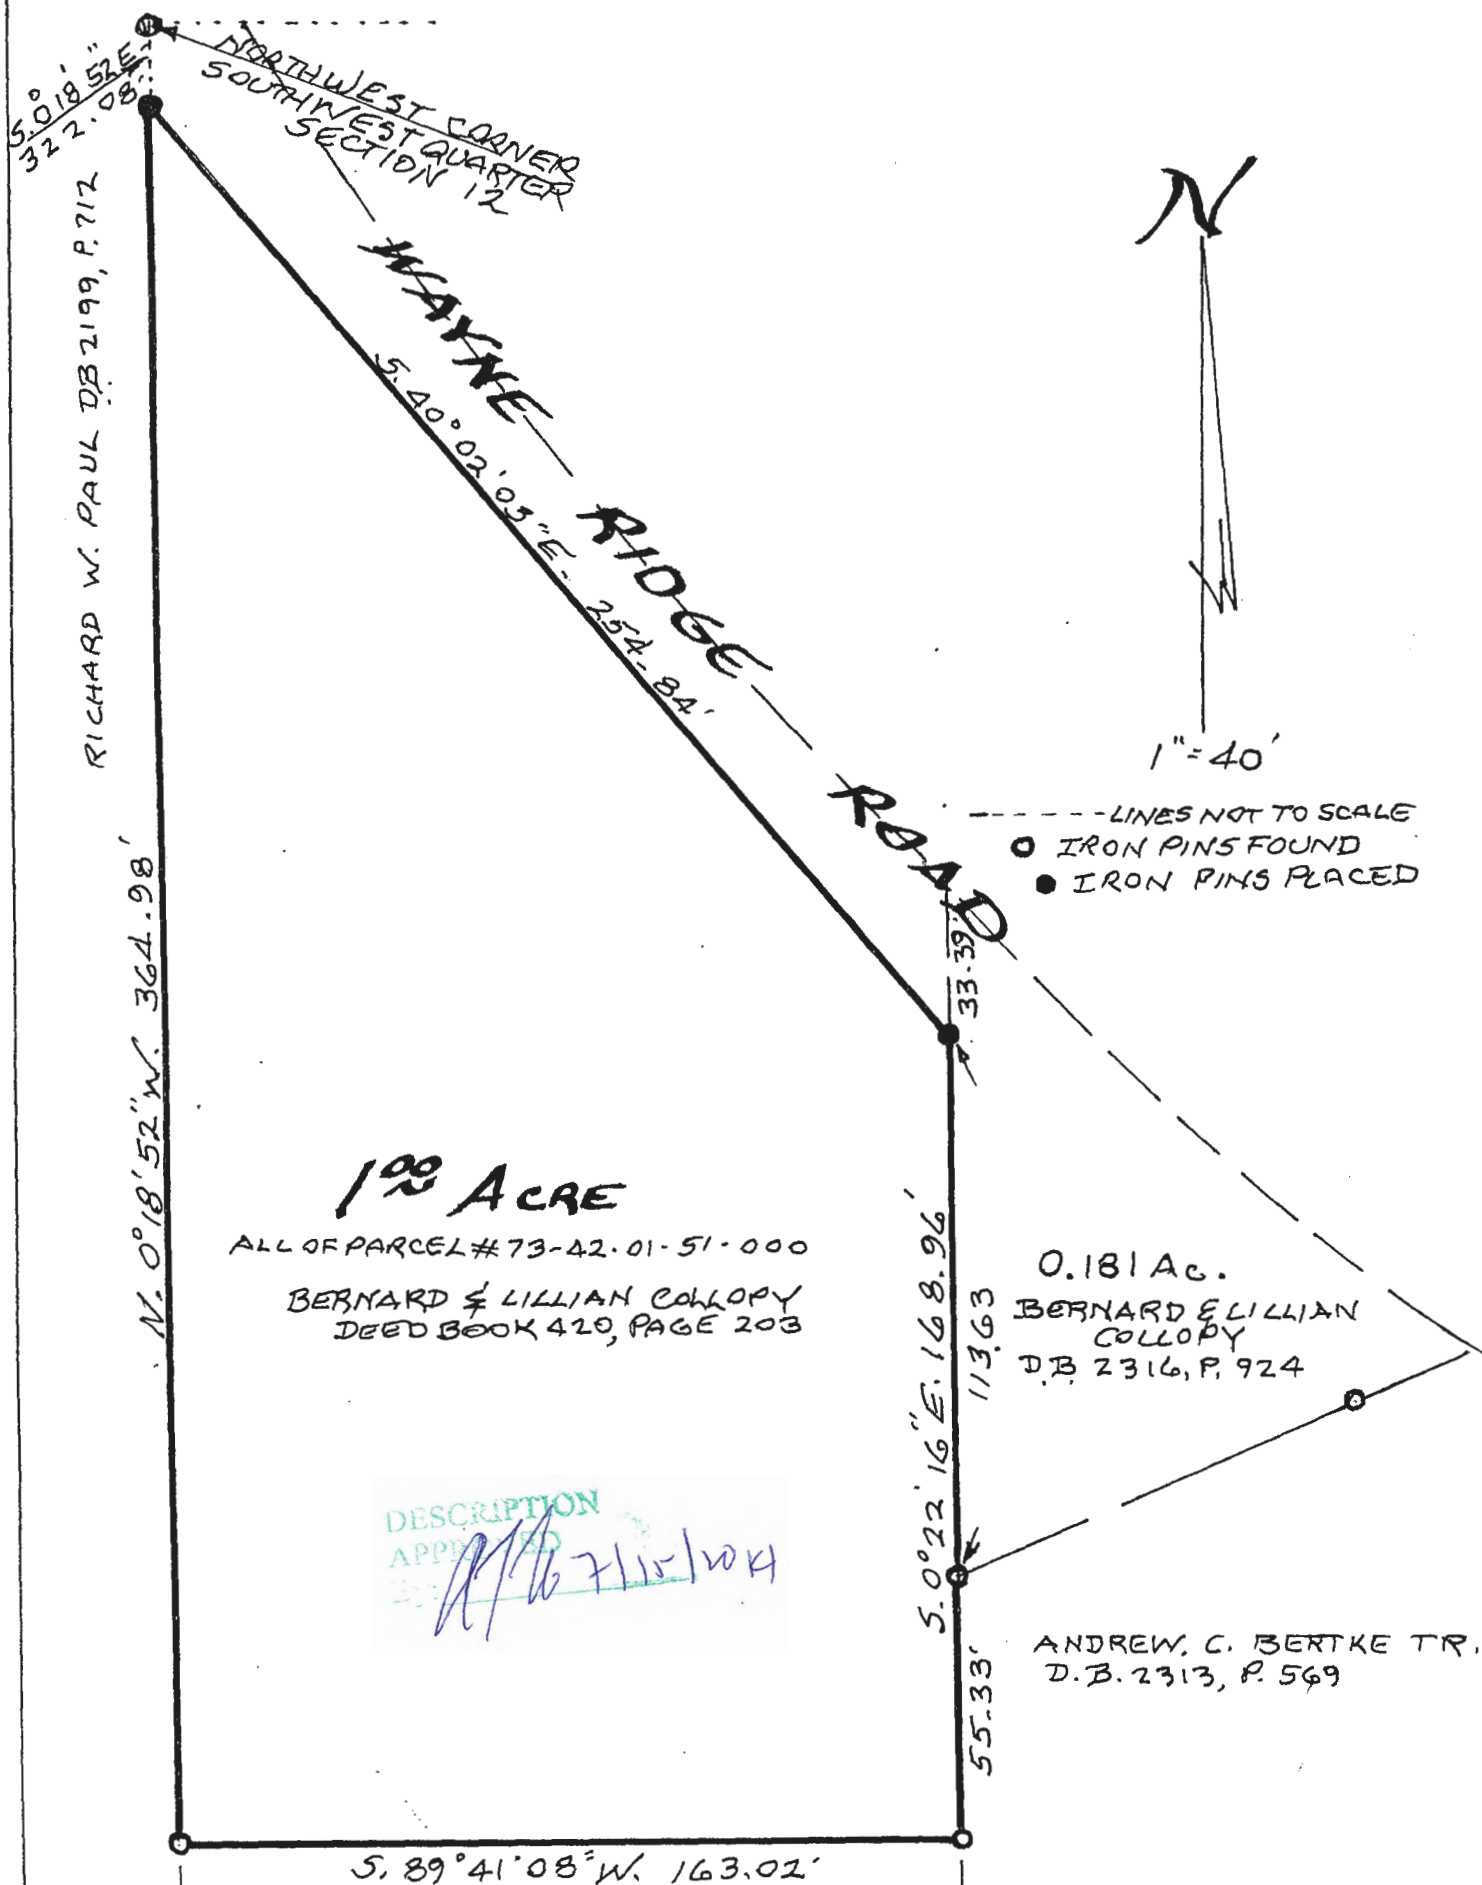 S. 0° 18' 52" E
322.08
NORTHWEST CORNER
SOUTHWEST QUARTER
SECTION 12
RICHARD W. PAUL DB 2199, P. 712
N. 0° 18' 52" W. 364.98'
WAYNE RIDGE ROAD
S. 40° 02' 03" E. 254.84'
N
1" = 40'
------ LINES NOT TO SCALE
IRON PINS FOUND
IRON PINS PLACED
33.39'
1 00 ACRE
ALL OF PARCEL # 73-42-01-51-000
BERNARD & LILLIAN COLLOPY
DEED BOOK 420, PAGE 203
S. 0° 22' 16" E. 168.96'
113.63
0.181 Ac.
BERNARD & LILLIAN
COLLOPY
D.B. 2316, P. 924
DESCRIPTION
APPROVED
7/15/2014
ANDREW. C. BERTKE TR.
D.B. 2313, P. 569
55.33'
S. 89° 41' 08" W. 163.02'